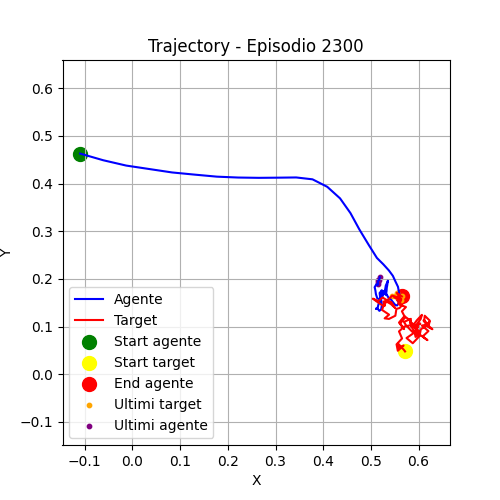 Trajectory - Episodio 2300
Y
0.6
0.5
0.4
0.3
0.2
0.1
0.0
−0.1
Agente
Target
Start agente
Start target
End agente
Ultimi target
Ultimi agente
−0.1 0.0 0.1 0.2 0.3 0.4 0.5 0.6
X